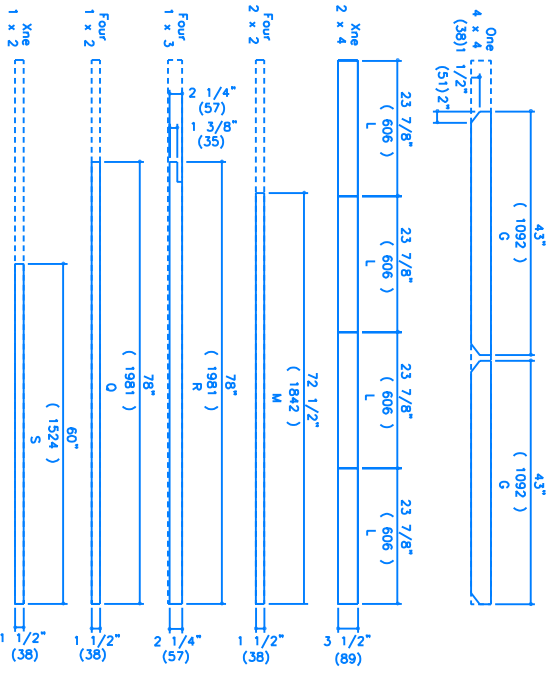 One
4 x 4
(38)1 1/2"
(51) 2"
43"
( 1092 )
G
43"
( 1092 )
G
Xne
2 x 4
23 7/8"
( 606 )
L
23 7/8"
( 606 )
L
23 7/8"
( 606 )
L
23 7/8"
( 606 )
L
3 1/2"
(89)
Four
2 x 2
72 1/2"
( 1842 )
M
1 1/2"
(38)
Four
1 x 3
2 1/4"
(57)
1 3/8"
(35)
78"
( 1981 )
R
2 1/4"
(57)
Four
1 x 2
78"
( 1981 )
Q
1 1/2"
(38)
Xne
1 x 2
60"
( 1524 )
S
1 1/2"
(38)